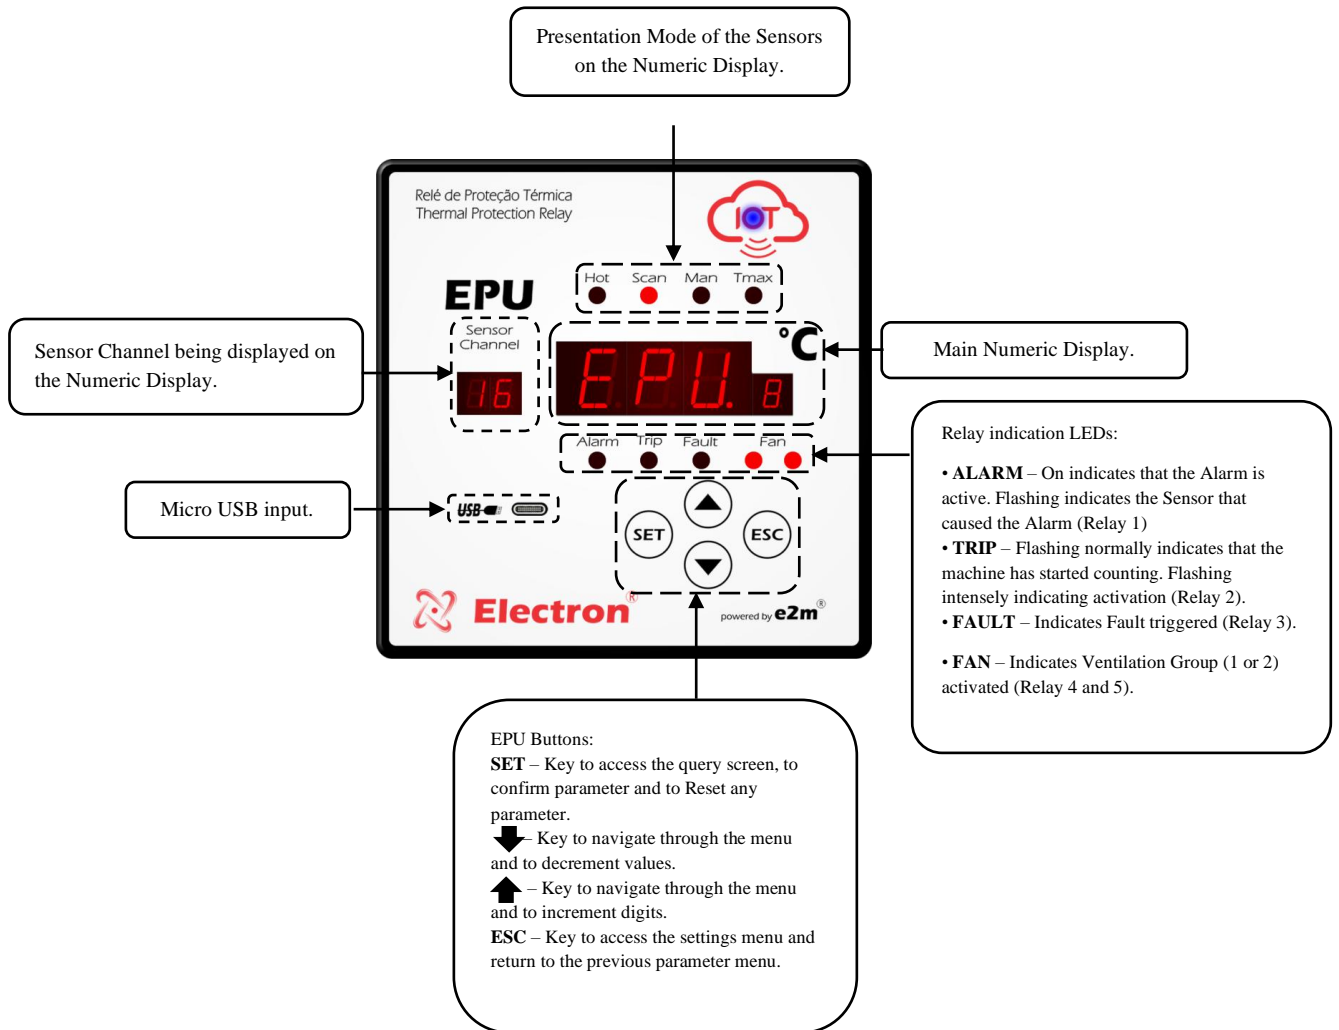 Presentation Mode of the Sensors
on the Numeric Display.
Relé de Proteção Térmica
Thermal Protection Relay
IOT
Hot Scan Man Tmax
EPU
Sensor
Channel
16
EPU.8
°C
Sensor Channel being displayed on
the Numeric Display.
Main Numeric Display.
Alarm Trip Fault Fan
Micro USB input.
USB
SET
ESC
Electron®
powered by e2m®
Relay indication LEDs:
• ALARM – On indicates that the Alarm is
active. Flashing indicates the Sensor that
caused the Alarm (Relay 1)
• TRIP – Flashing normally indicates that the
machine has started counting. Flashing
intensely indicating activation (Relay 2).
• FAULT – Indicates Fault triggered (Relay 3).
• FAN – Indicates Ventilation Group (1 or 2)
activated (Relay 4 and 5).
EPU Buttons:
SET – Key to access the query screen, to
confirm parameter and to Reset any
parameter.
– Key to navigate through the menu
and to decrement values.
– Key to navigate through the menu
and to increment digits.
ESC – Key to access the settings menu and
return to the previous parameter menu.